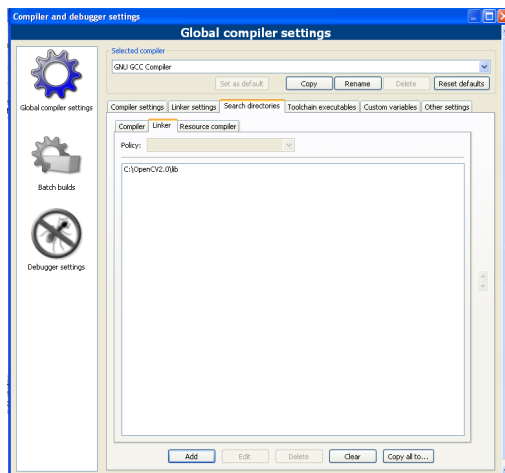 Compiler and debugger settings
Global compiler settings
Selected compiler
GNU GCC Compiler
Set as default Copy Rename Delete Reset defaults
Global compiler settings
Batch builds
Debugger settings
Compiler settings Linker settings Search directories Toolchain executables Custom variables Other settings
Compiler Linker Resource compiler
Policy:
C:\OpenCV2.0\lib
Add Edit Delete Clear Copy all to...